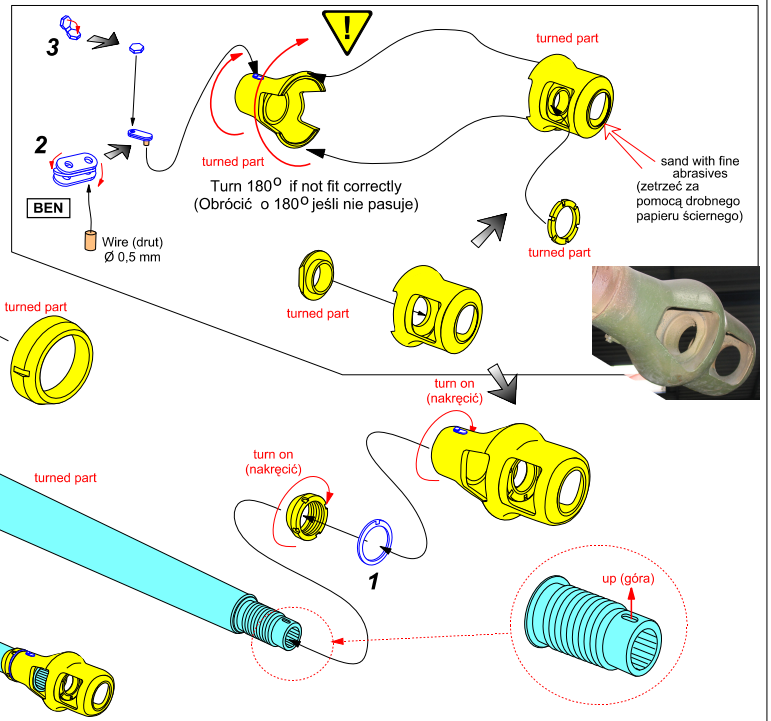 3
!
turned part
2
turned part
sand with fine
abrasives
(zetrzeć za
pomocą drobnego
papieru ściernego)
Turn 180° if not fit correctly
(Obrócić o 180° jeśli nie pasuje)
BEN
Wire (drut)
Ø 0,5 mm
turned part
turned part
turned part
turn on
(nakręcić)
turn on
(nakręcić)
turned part
1
up (góra)